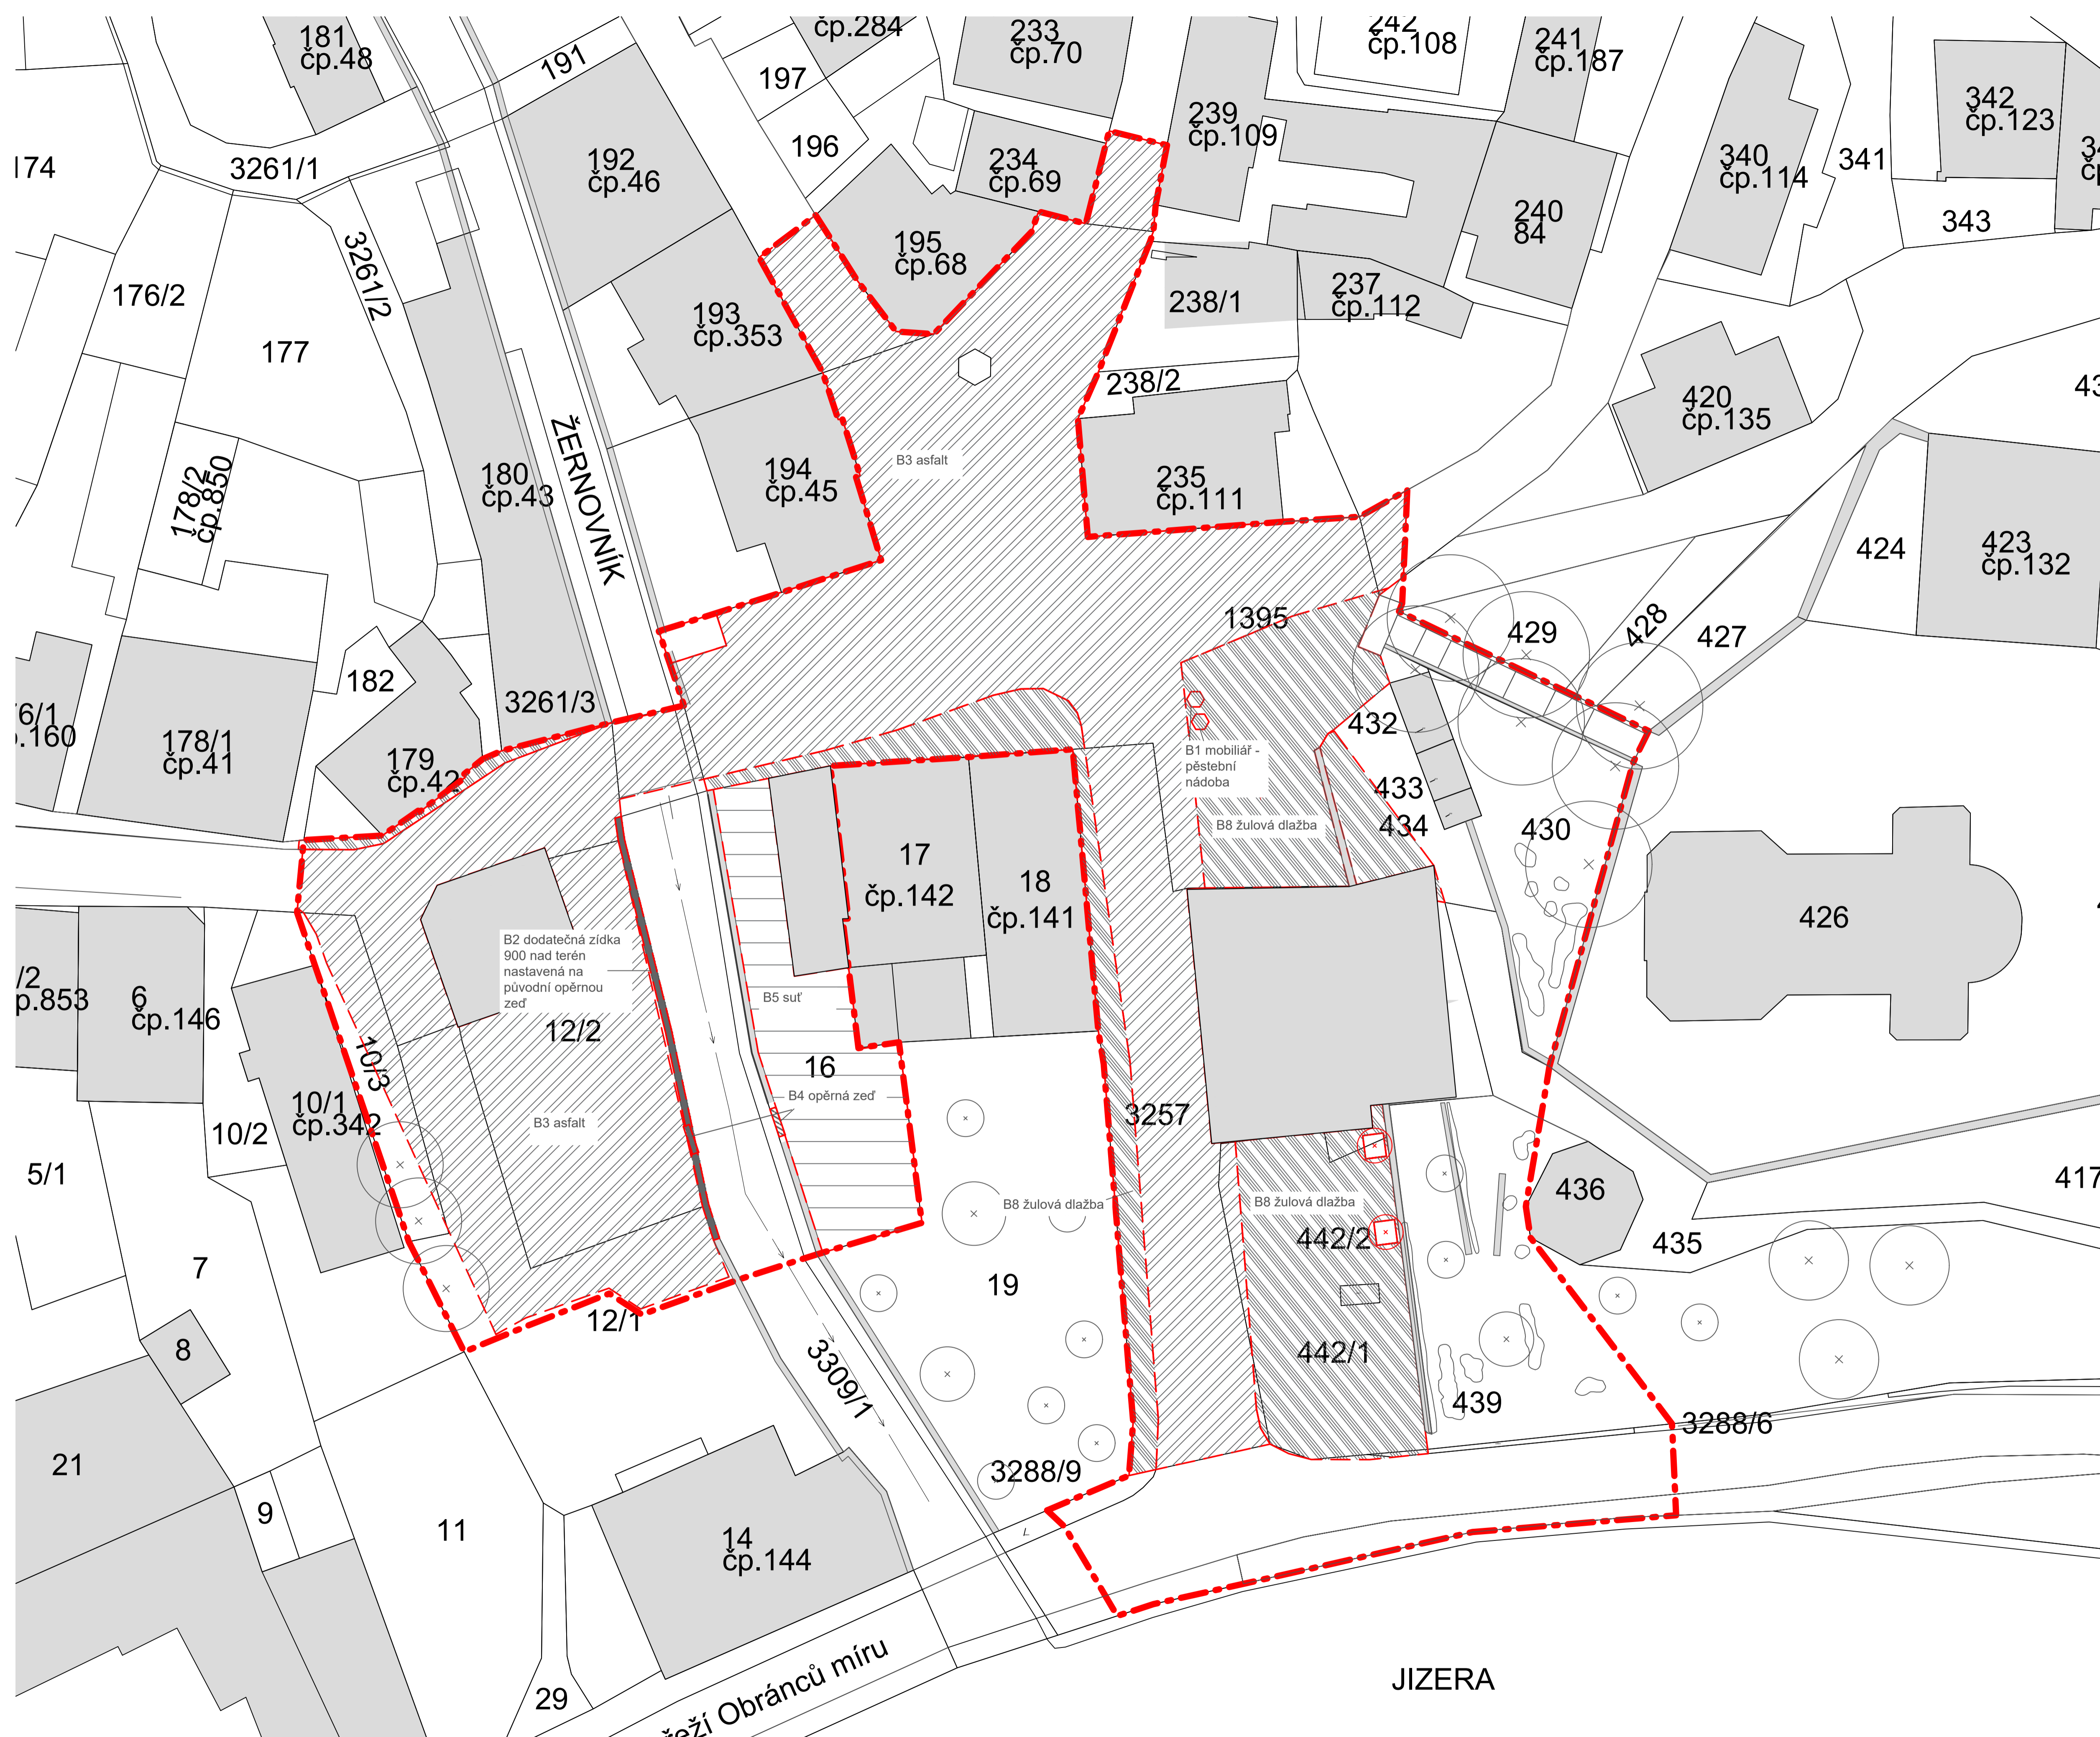 181
čp.48
191
197
čp.284
233
čp.70
242
čp.108
241
čp.187
342
čp.123
174
3261/1
192
čp.46
196
234
čp.69
239
čp.109
340
čp.114
341
343
240
84
176/2
3261/2
177
193
čp.353
195
čp.68
238/1
237
čp.112
238/2
420
čp.135
178/2
čp.850
180
čp.43
ŽERNOVNÍK
194
čp.45
B3 asfalt
235
čp.111
424
423
čp.132
1395
429
428
427
182
3261/3
178/1
čp.41
179
čp.42
432
433
434
430
B1 mobiliář -
pěstební
nádoba
B8 žulová dlažba
17
čp.142
18
čp.141
426
6
čp.146
B2 dodatečná zídka
900 nad terén
nastavená na
původní opěrnou
zeď
12/2
B5 suť
16
B4 opěrná zeď
10/3
10/1
čp.342
10/2
B3 asfalt
3257
5/1
7
8
B8 žulová dlažba
B8 žulová dlažba
442/2
442/1
436
435
417
19
12/1
3309/1
439
3288/6
3288/9
21
9
11
14
čp.144
29
Obránců míru
JIZERA